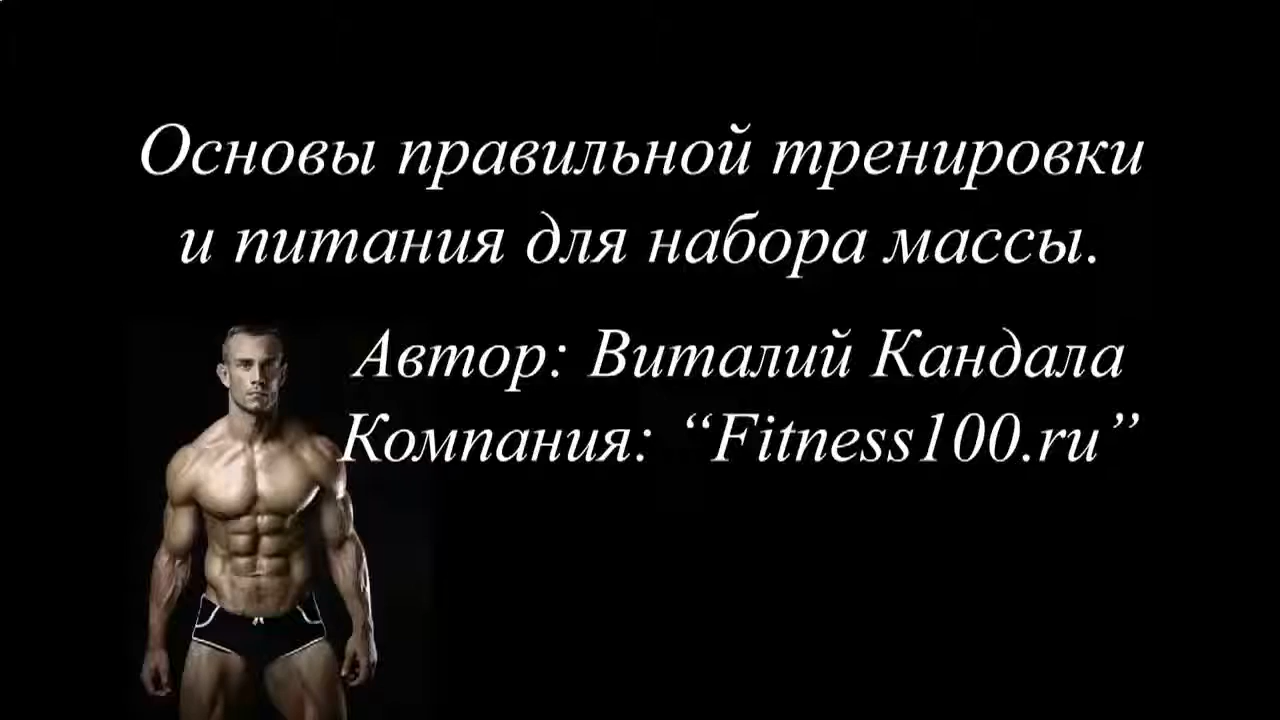 Основы правильной тренировки
и питания для набора массы.
Автор: Виталий Кандала
Компания: “Fitness100.ru”